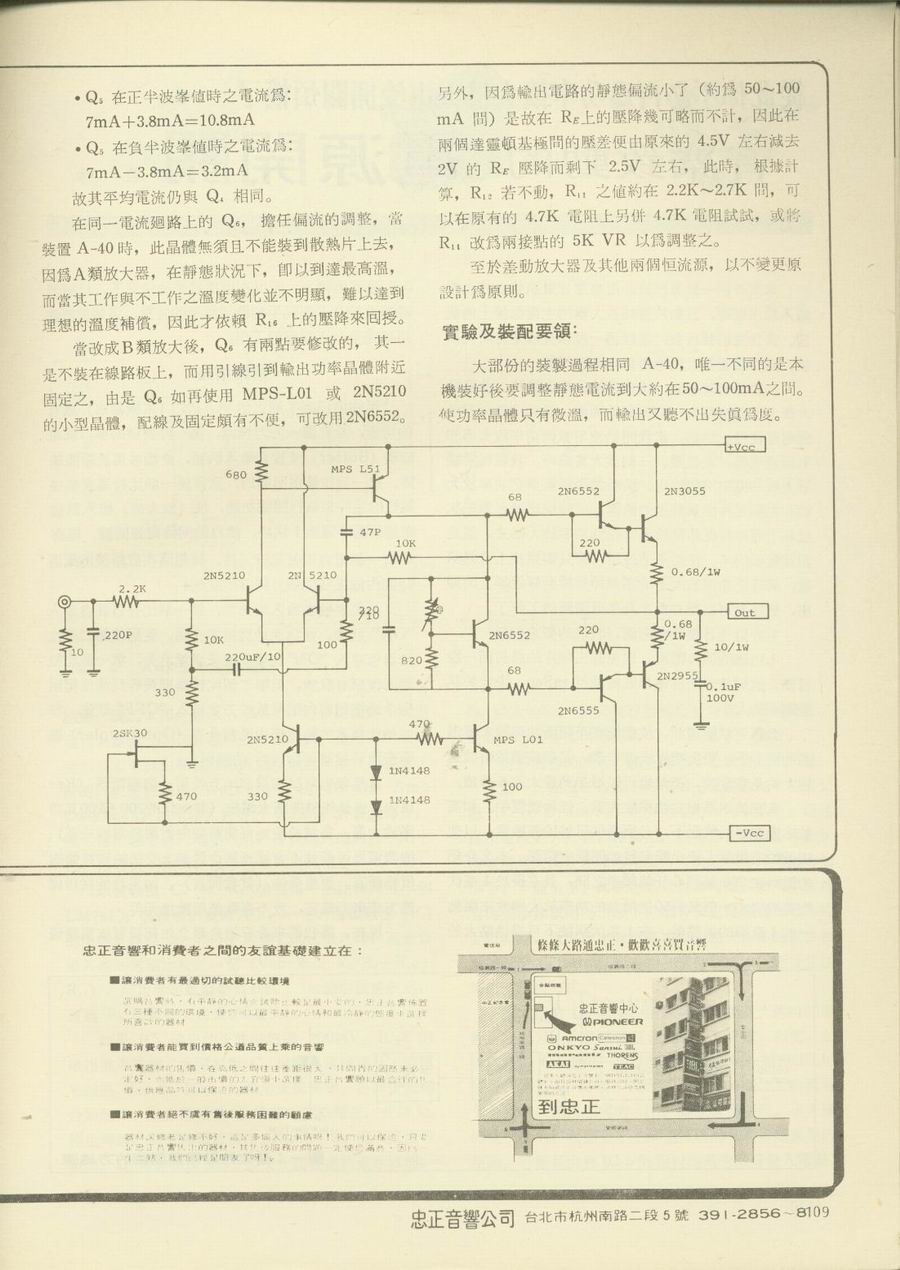 • Q₅ 在正半波峯値時之電流爲:
7mA+3.8mA=10.8mA
• Q₅ 在負半波峯値時之電流爲:
7mA−3.8mA=3.2mA
故其平均電流仍與 Q₄ 相同。
在同一電流廻路上的 Q₆, 擔任偏流的調整，當
裝置 A-40 時，此晶體無須且不能裝到散熱片上去，
因爲A類放大器，在靜態狀況下，卽以到達最高溫，
而當其工作與不工作之溫度變化並不明顯，難以達到
理想的溫度補償，因此才依賴 R₁₆ 上的壓降來回授。
當改成B類放大後，Q₆ 有兩點要修改的，其一
是不裝在線路板上，而用引線引到輸出功率晶體附近
固定之，由是 Q₆ 如再使用 MPS-L01 或 2N5210
的小型晶體，配線及固定頗有不便，可改用2N6552。
另外，因爲輸出電路的靜態偏流小了（約爲 50～100
mA 間）是故在 R_E上的壓降幾可略而不計，因此在
兩個達靈頓基極間的壓差便由原來的 4.5V 左右減去
2V 的 R_E 壓降而剩下 2.5V 左右，此時，根據計
算，R₁₂ 若不動，R₁₁ 之値約在 2.2K～2.7K 間，可
以在原有的 4.7K 電阻上另併 4.7K 電阻試試，或將
R₁₁ 改爲兩接點的 5K VR 以爲調整之。
至於差動放大器及其他兩個恒流源，以不變更原
設計爲原則。
實驗及裝配要領:
大部份的裝製過程相同 A-40，唯一不同的是本
機裝好後要調整靜態電流到大約在50～100mA之間。
使功率晶體只有微溫，而輸出又聽不出失眞爲度。
+Vcc
680
MPS L51
68
2N6552
2N3055
47P
10K
220
0.68/1W
2N5210
2N 5210
2.2K
Out
220P
10
10K
100
220uF/10
820
2N6552
220
0.68
/1W
10/1W
2N2955
330
68
2N6555
0.1uF
100V
2SK30
2N5210
470
MPS L01
1N4148
470
330
1N4148
100
-Vcc
忠正音響和消費者之間的友誼基礎建立在：
■讓消費者有最適切的試聽比較環境
■讓消費者能買到價格公道品質上乘的音響
■讓消費者絕不虞有售後服務困難的顧慮
條條大路通忠正・歡歡喜喜買音響
忠正音響中心
PIONEER
Amcron Celestion
ONKYO Sansui
marantz THORENS
AKAI TEAC
到忠正
忠正音響公司 台北市杭州南路二段5號 391-2856～8
109